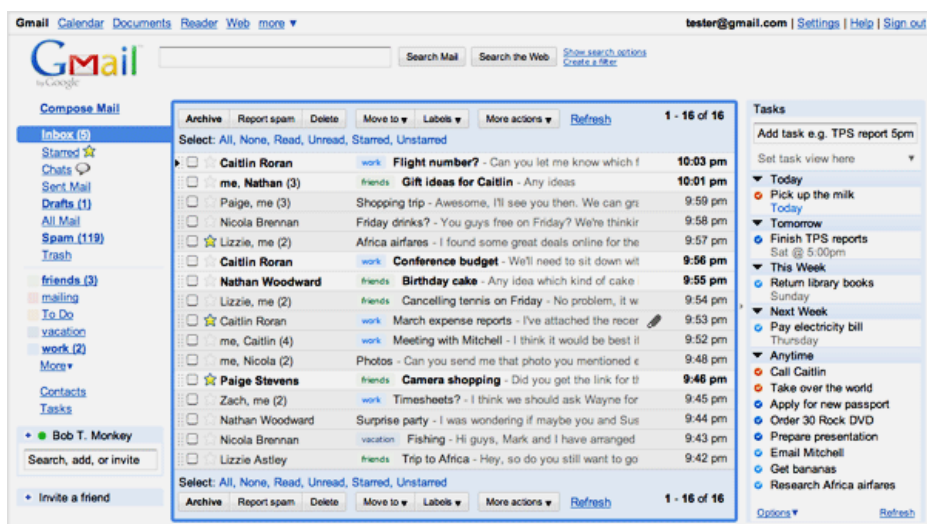 Gmail Calendar Documents Reader Web more ▼
tester@gmail.com | Settings | Help | Sign out
Gmail
by Google
Search Mail
Search the Web
Show search options
Create a filter
Compose Mail
Inbox (5)
Starred
Chats
Sent Mail
Drafts (1)
All Mail
Spam (119)
Trash
friends (3)
mailing
To Do
vacation
work (2)
More▼
Contacts
Tasks
+ Bob T. Monkey
Search, add, or invite
+ Invite a friend
Archive Report spam Delete Move to ▼ Labels ▼ More actions ▼ Refresh 1 - 16 of 16
Select: All, None, Read, Unread, Starred, Unstarred
Caitlin Roran work Flight number? - Can you let me know which f 10:03 pm
me, Nathan (3) friends Gift ideas for Caitlin - Any ideas 10:01 pm
Paige, me (3) Shopping trip - Awesome, I'll see you then. We can gra 9:59 pm
Nicola Brennan Friday drinks? - You guys free on Friday? We're thinkin 9:58 pm
Lizzie, me (2) Africa airfares - I found some great deals online for the 9:57 pm
Caitlin Roran work Conference budget - We'll need to sit down wit 9:56 pm
Nathan Woodward friends Birthday cake - Any idea which kind of cake 9:55 pm
Lizzie, me (2) friends Cancelling tennis on Friday - No problem, it w 9:54 pm
Caitlin Roran work March expense reports - I've attached the recer 9:53 pm
me, Caitlin (4) work Meeting with Mitchell - I think it would be best if 9:52 pm
me, Nicola (2) Photos - Can you send me that photo you mentioned e 9:48 pm
Paige Stevens friends Camera shopping - Did you get the link for th 9:46 pm
Zach, me (2) work Timesheets? - I think we should ask Wayne for 9:45 pm
Nathan Woodward Surprise party - I was wondering if maybe you and Sus 9:44 pm
Nicola Brennan vacation Fishing - Hi guys, Mark and I have arranged 9:43 pm
Lizzie Astley friends Trip to Africa - Hey, so do you still want to go 9:42 pm
Select: All, None, Read, Unread, Starred, Unstarred
Archive Report spam Delete Move to ▼ Labels ▼ More actions ▼ Refresh 1 - 16 of 16
Tasks
Add task e.g. TPS report 5pm
Set task view here ▼
▼ Today
Pick up the milk
Today
▼ Tomorrow
Finish TPS reports
Sat @ 5:00pm
▼ This Week
Return library books
Sunday
▼ Next Week
Pay electricity bill
Thursday
▼ Anytime
Call Caitlin
Take over the world
Apply for new passport
Order 30 Rock DVD
Prepare presentation
Email Mitchell
Get bananas
Research Africa airfares
Options▼ Refresh